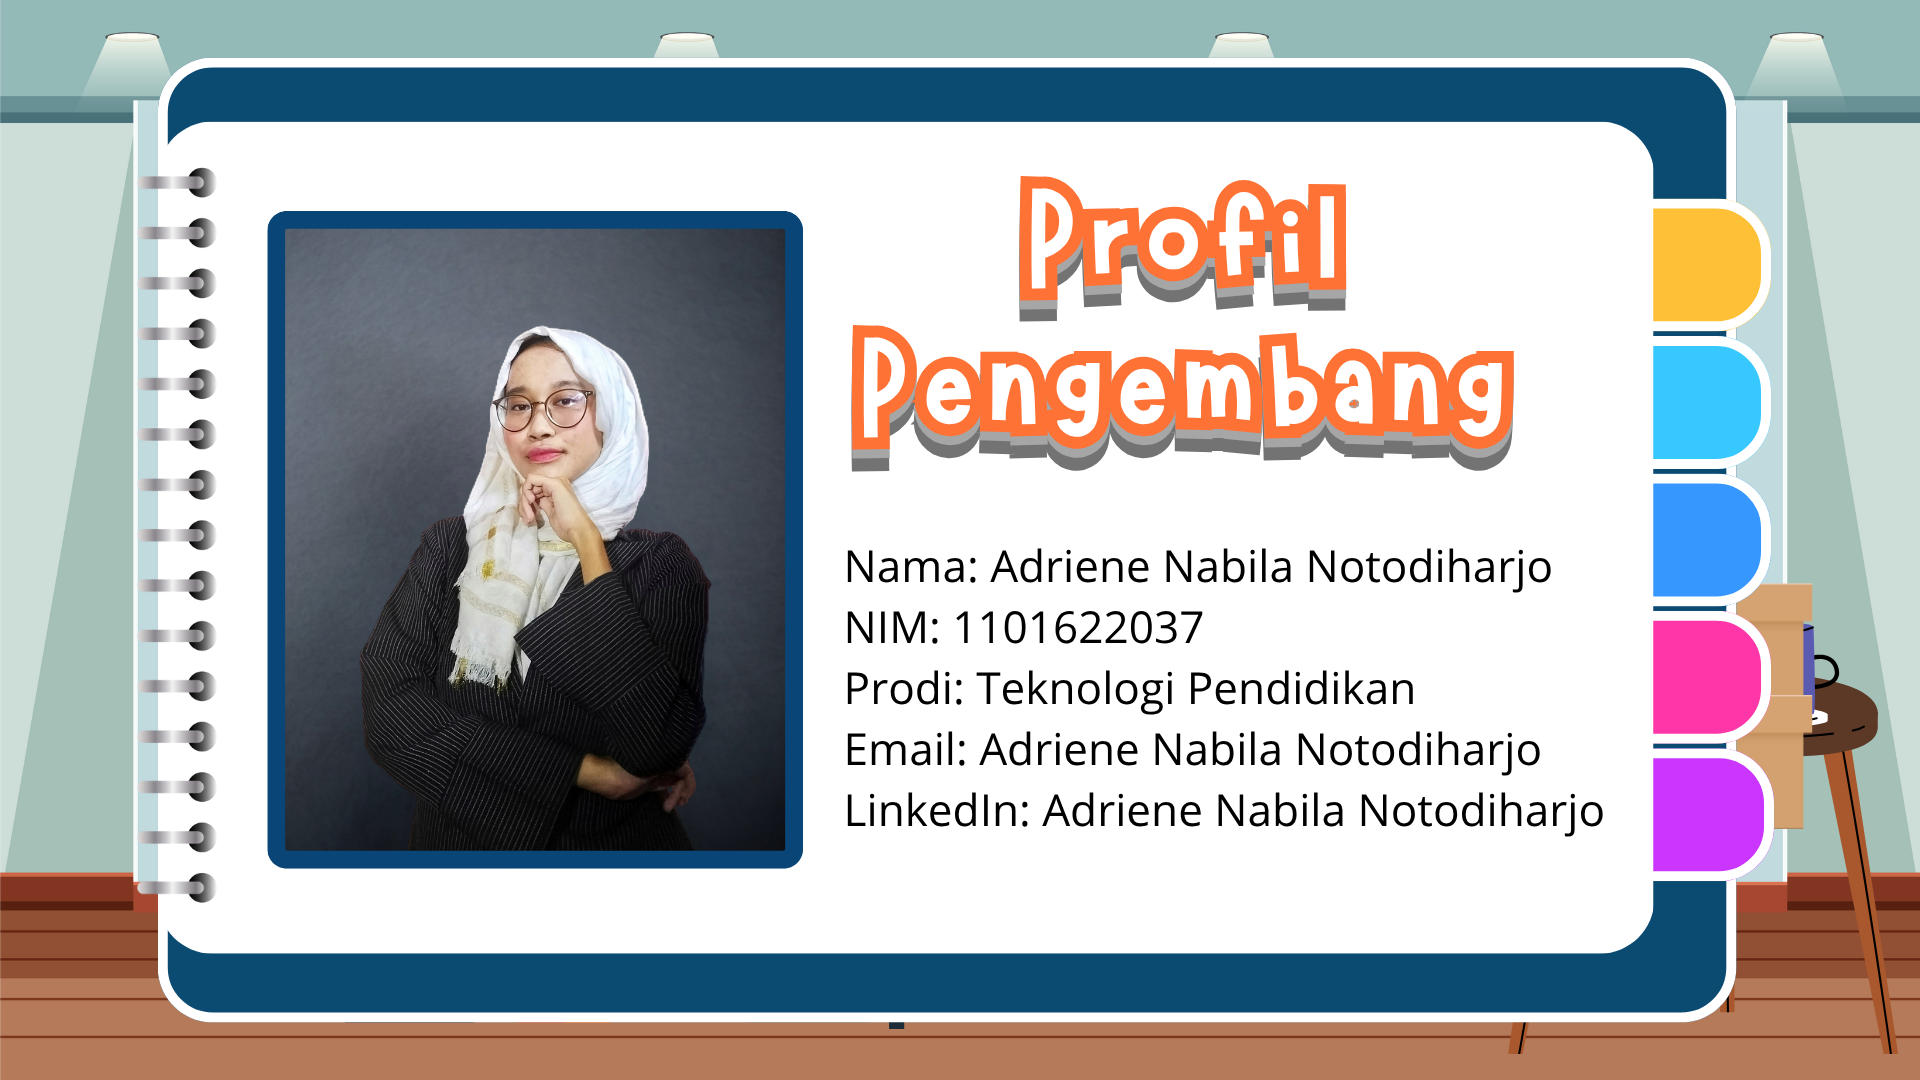 Profil
Pengembang
Nama: Adriene Nabila Notodiharjo
NIM: 1101622037
Prodi: Teknologi Pendidikan
Email: Adriene Nabila Notodiharjo
LinkedIn: Adriene Nabila Notodiharjo